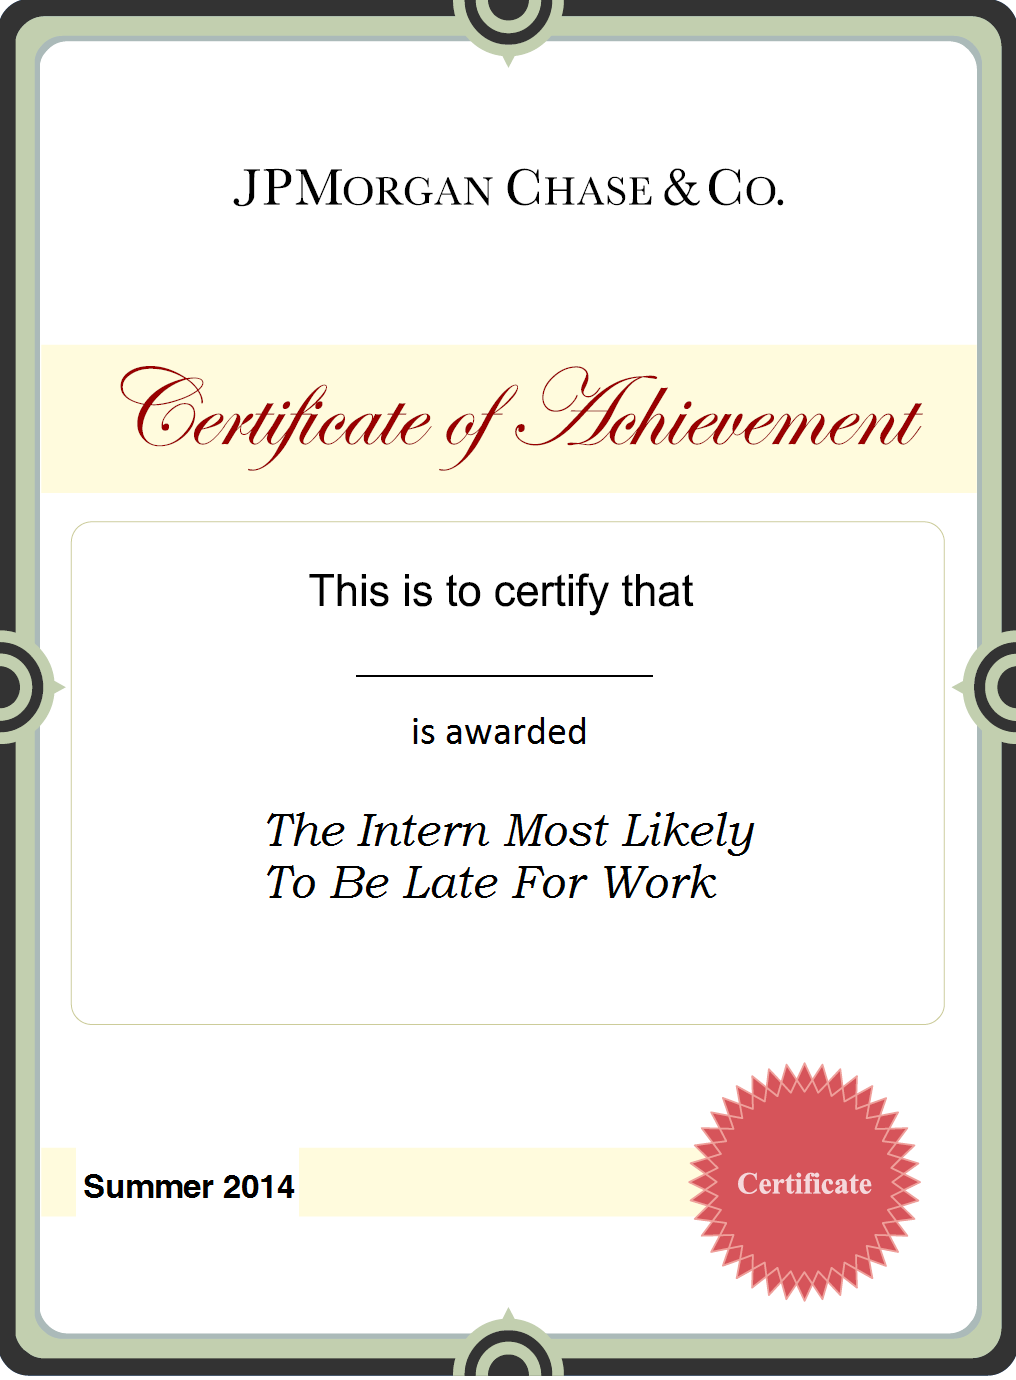 JPMORGAN CHASE & CO.
Certificate of Achievement
This is to certify that
is awarded
The Intern Most Likely
To Be Late For Work
Summer 2014
Certificate